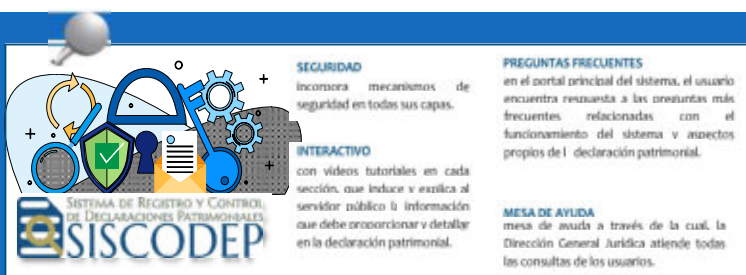 SISTEMA DE REGISTRO Y CONTROL
DE DECLARACIONES PATRIMONIALES
SISCODEP
SEGURIDAD
incorpora mecanismos de
seguridad en todas sus capas.
INTERACTIVO
con vídeos tutoriales en cada
sección, que induce y explica al
servidor público la información
que debe proporcionar y detallar
en la declaración patrimonial.
PREGUNTAS FRECUENTES
en el portal principal del sistema, el usuario
encuentra respuesta a las preguntas más
frecuentes relacionadas con el
funcionamiento del sistema y aspectos
propios de l declaración patrimonial.
MESA DE AYUDA
mesa de ayuda a través de la cual, la
Dirección General Jurídica atiende todas
las consultas de los usuarios.